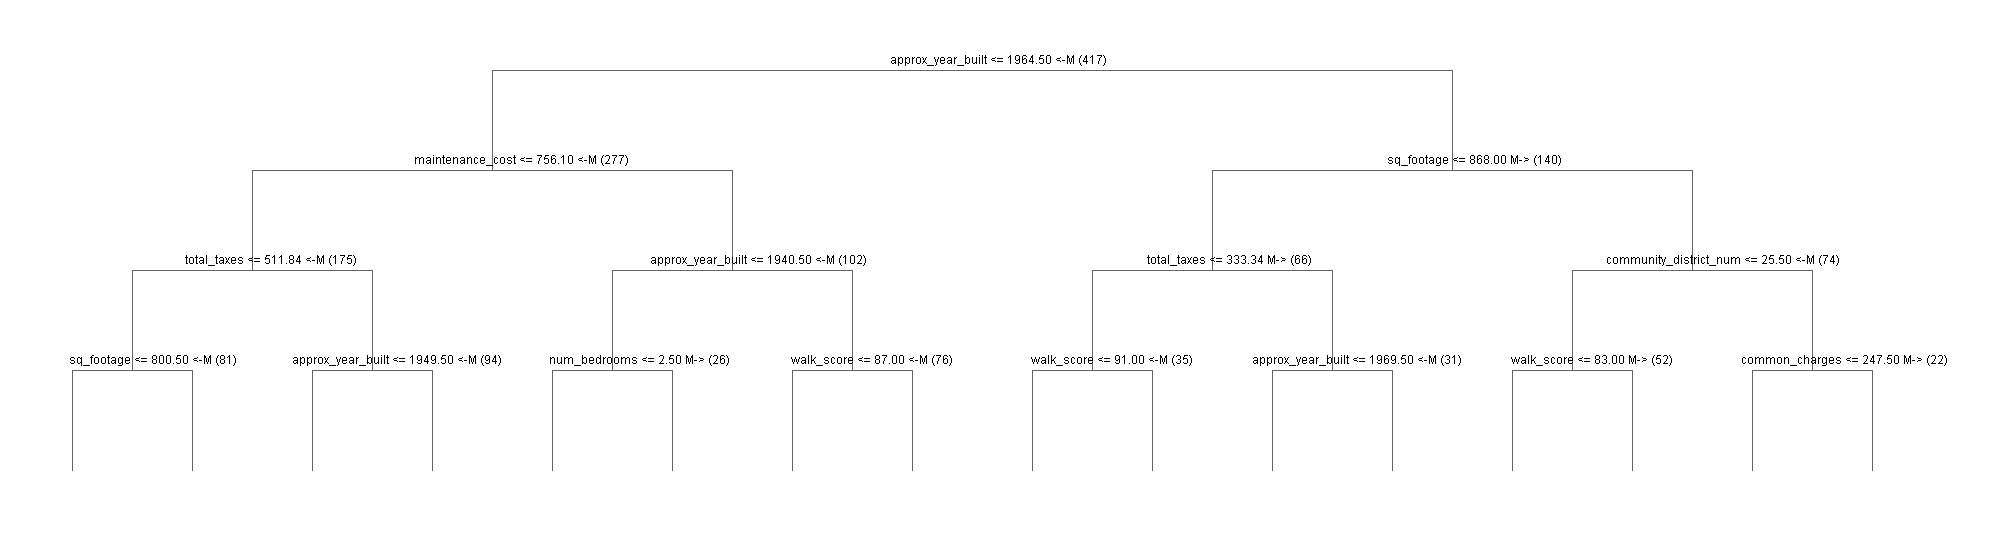 approx_year_built <= 1964.50 <-M (417)
maintenance_cost <= 756.10 <-M (277)
sq_footage <= 868.00 M-> (140)
total_taxes <= 511.84 <-M (175)
approx_year_built <= 1940.50 <-M (102)
total_taxes <= 333.34 M-> (66)
community_district_num <= 25.50 <-M (74)
sq_footage <= 800.50 <-M (81)
approx_year_built <= 1949.50 <-M (94)
num_bedrooms <= 2.50 M-> (26)
walk_score <= 87.00 <-M (76)
walk_score <= 91.00 <-M (35)
approx_year_built <= 1969.50 <-M (31)
walk_score <= 83.00 M-> (52)
common_charges <= 247.50 M-> (22)